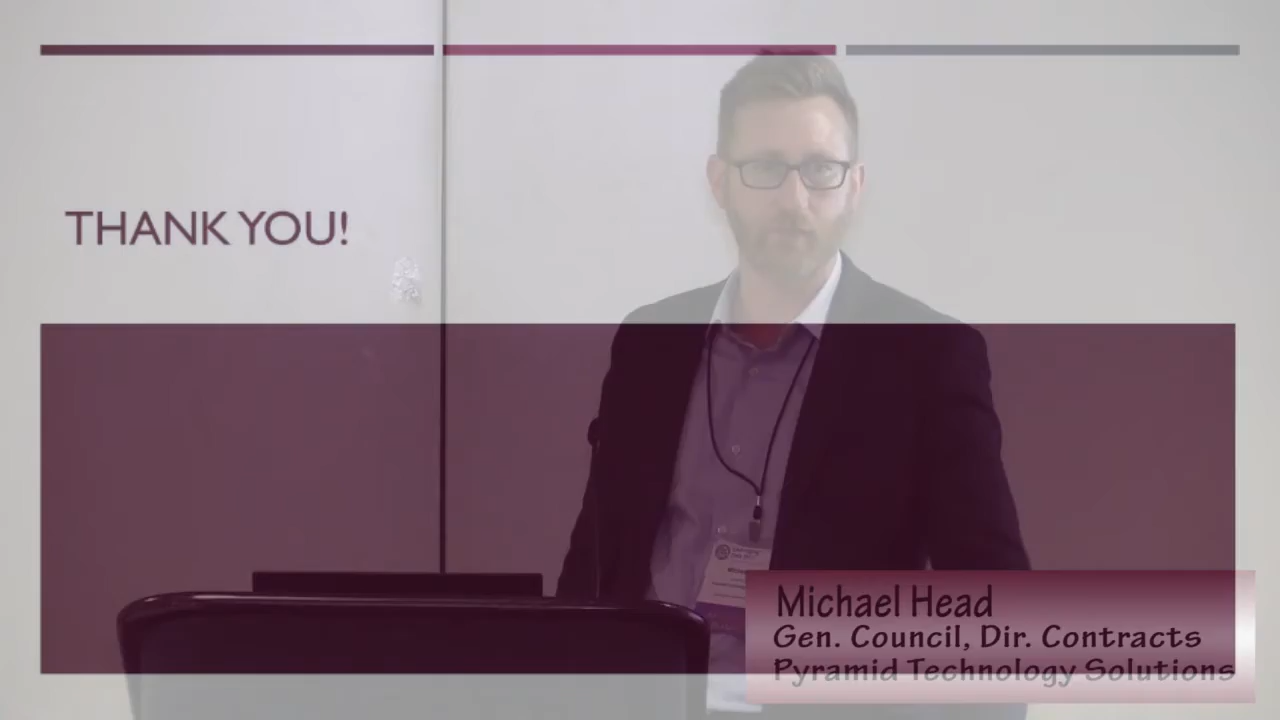 THANK YOU!
Michael Head
Gen. Council, Dir. Contracts
Pyramid Technology Solutions